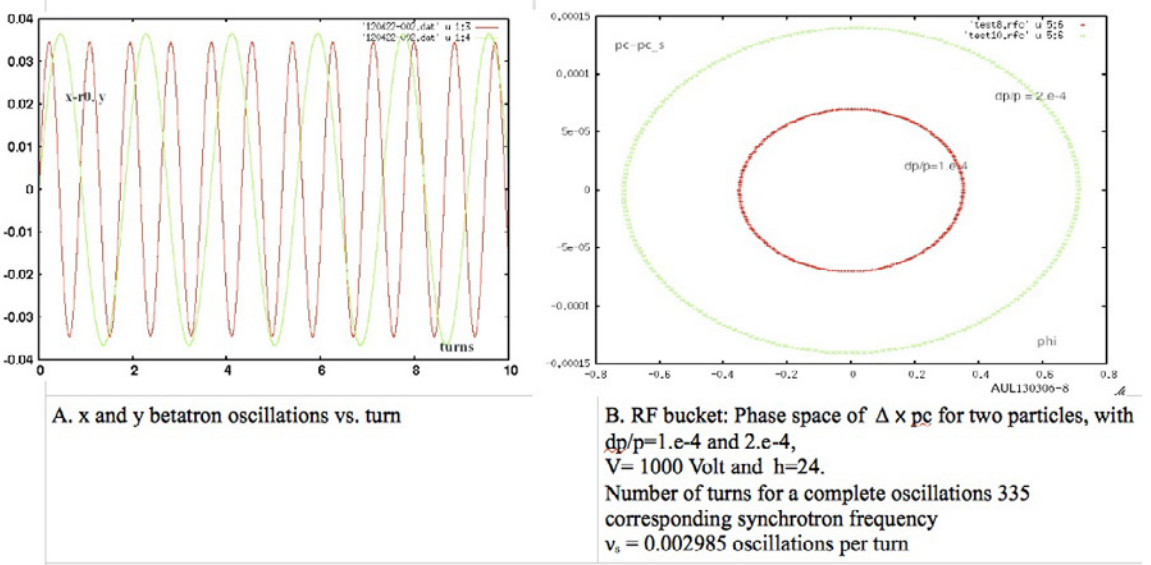 0.04
0.03
0.02
0.01
0
-0.01
-0.02
-0.03
-0.04
0 2 4 6 8 10
'120422-002.dat' u 1:3
'120422-002.dat' u 1:4
x-r0, y
turns
0.00015
0.0001
5e-05
0
-5e-05
-0.0001
-0.00015
-0.8 -0.6 -0.4 -0.2 0 0.2 0.4 0.6 0.8
'test8.rfc' u 5:6
'test10.rfc' u 5:6
pc-pc_s
dp/p = 2.e-4
dp/p=1.e-4
phi
AUL130306-8
A. x and y betatron oscillations vs. turn
B. RF bucket: Phase space of Δ x pc for two particles, with
dp/p=1.e-4 and 2.e-4,
V= 1000 Volt and h=24.
Number of turns for a complete oscillations 335
corresponding synchrotron frequency
νs = 0.002985 oscillations per turn